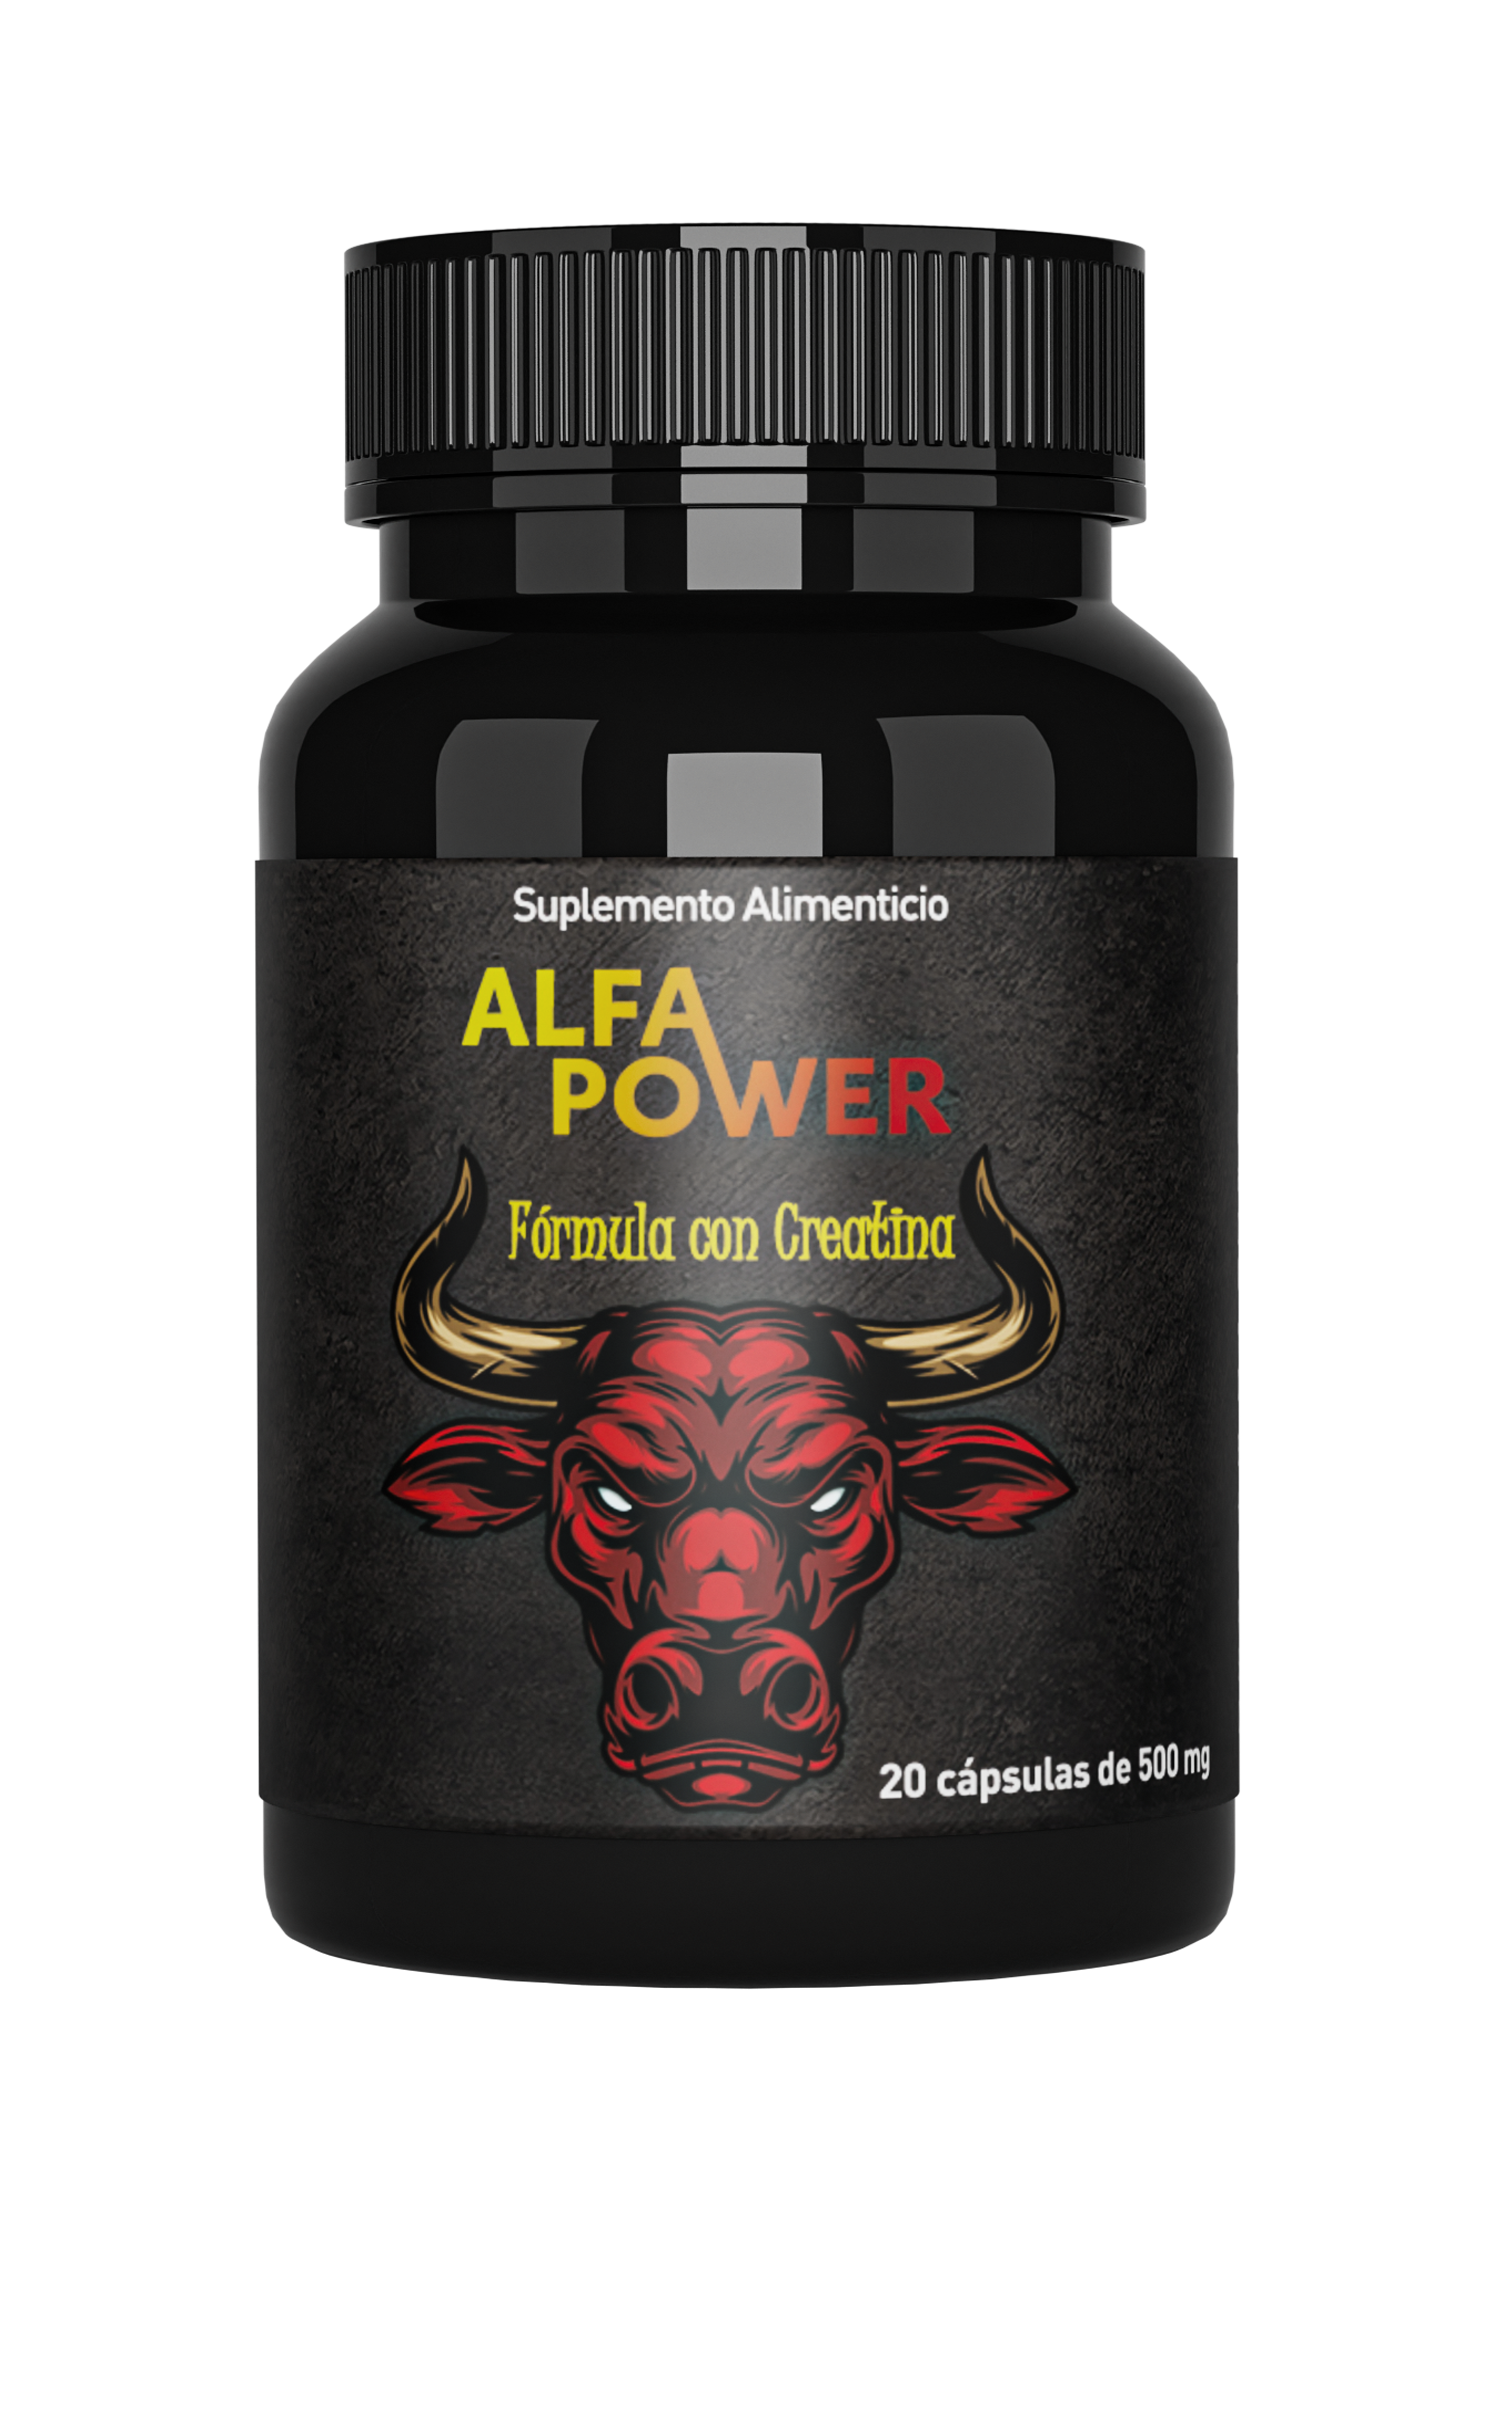 Suplemento Alimenticio
ALFA
POWER
Fórmula con Creatina
20 cápsulas de 500 mg